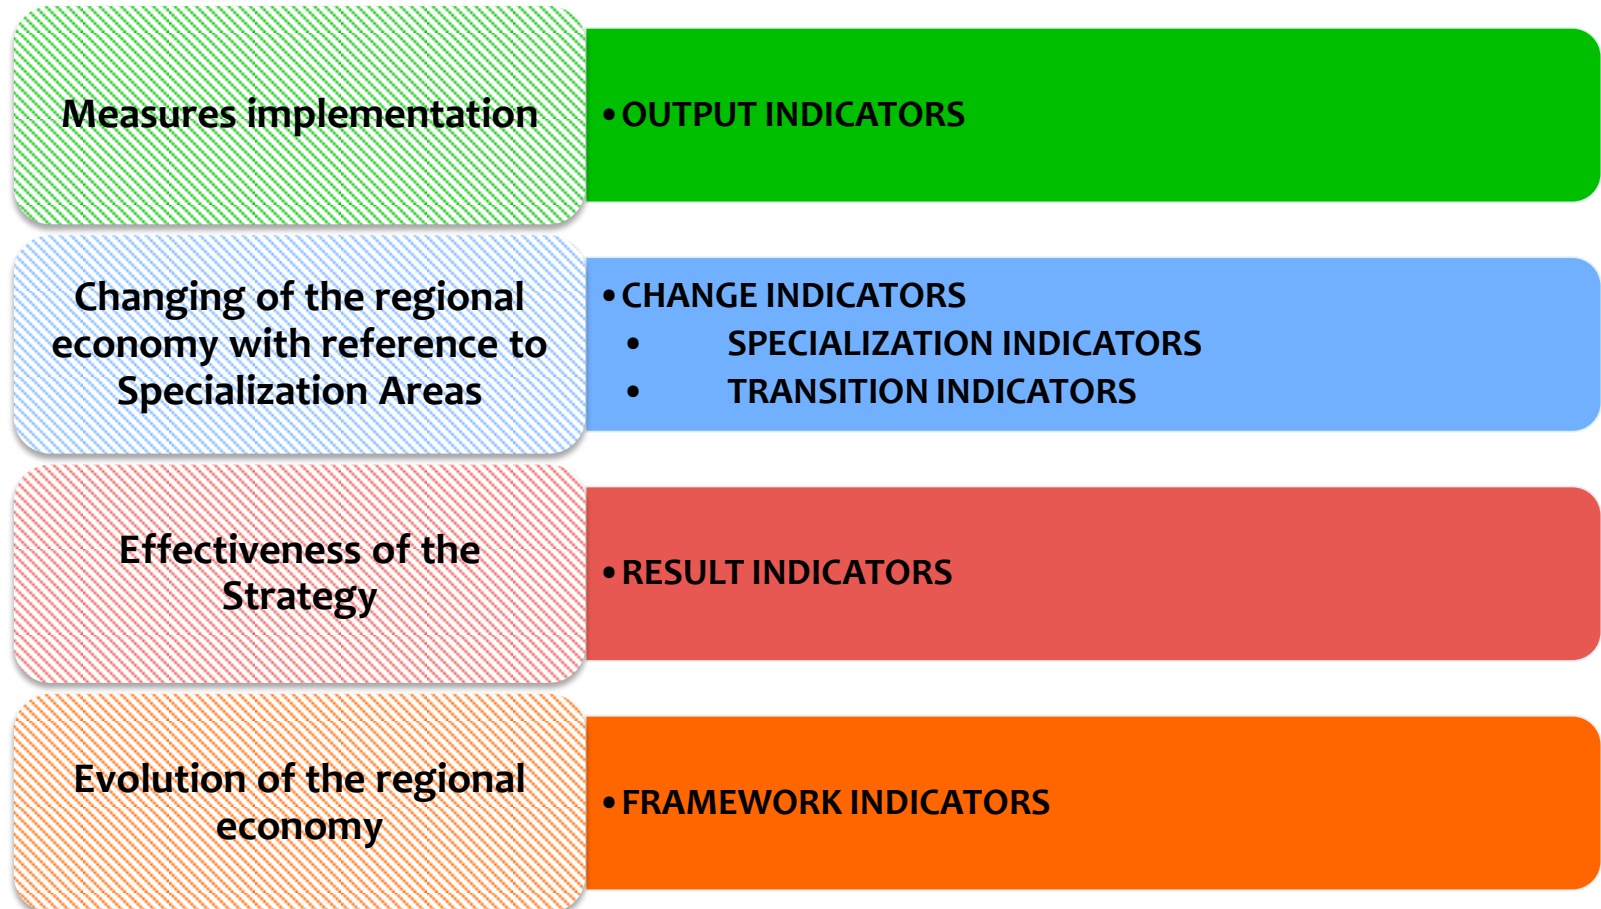 Measures implementation
• OUTPUT INDICATORS
Changing of the regional
economy with reference to
Specialization Areas
• CHANGE INDICATORS
• SPECIALIZATION INDICATORS
• TRANSITION INDICATORS
Effectiveness of the
Strategy
• RESULT INDICATORS
Evolution of the regional
economy
• FRAMEWORK INDICATORS